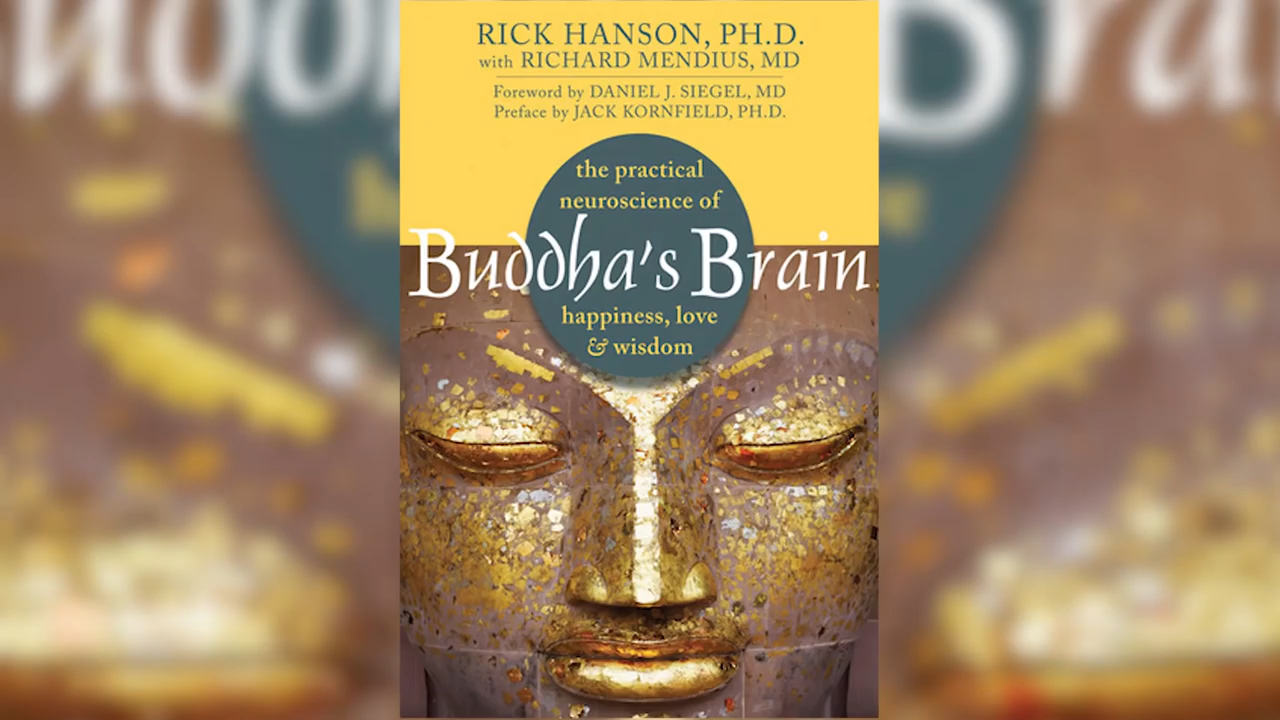 RICK HANSON, PH.D.
with RICHARD MENDIUS, MD
Foreword by DANIEL J. SIEGEL, MD
Preface by JACK KORNFIELD, PH.D.
the practical
neuroscience of
Buddha's Brain
happiness, love
& wisdom